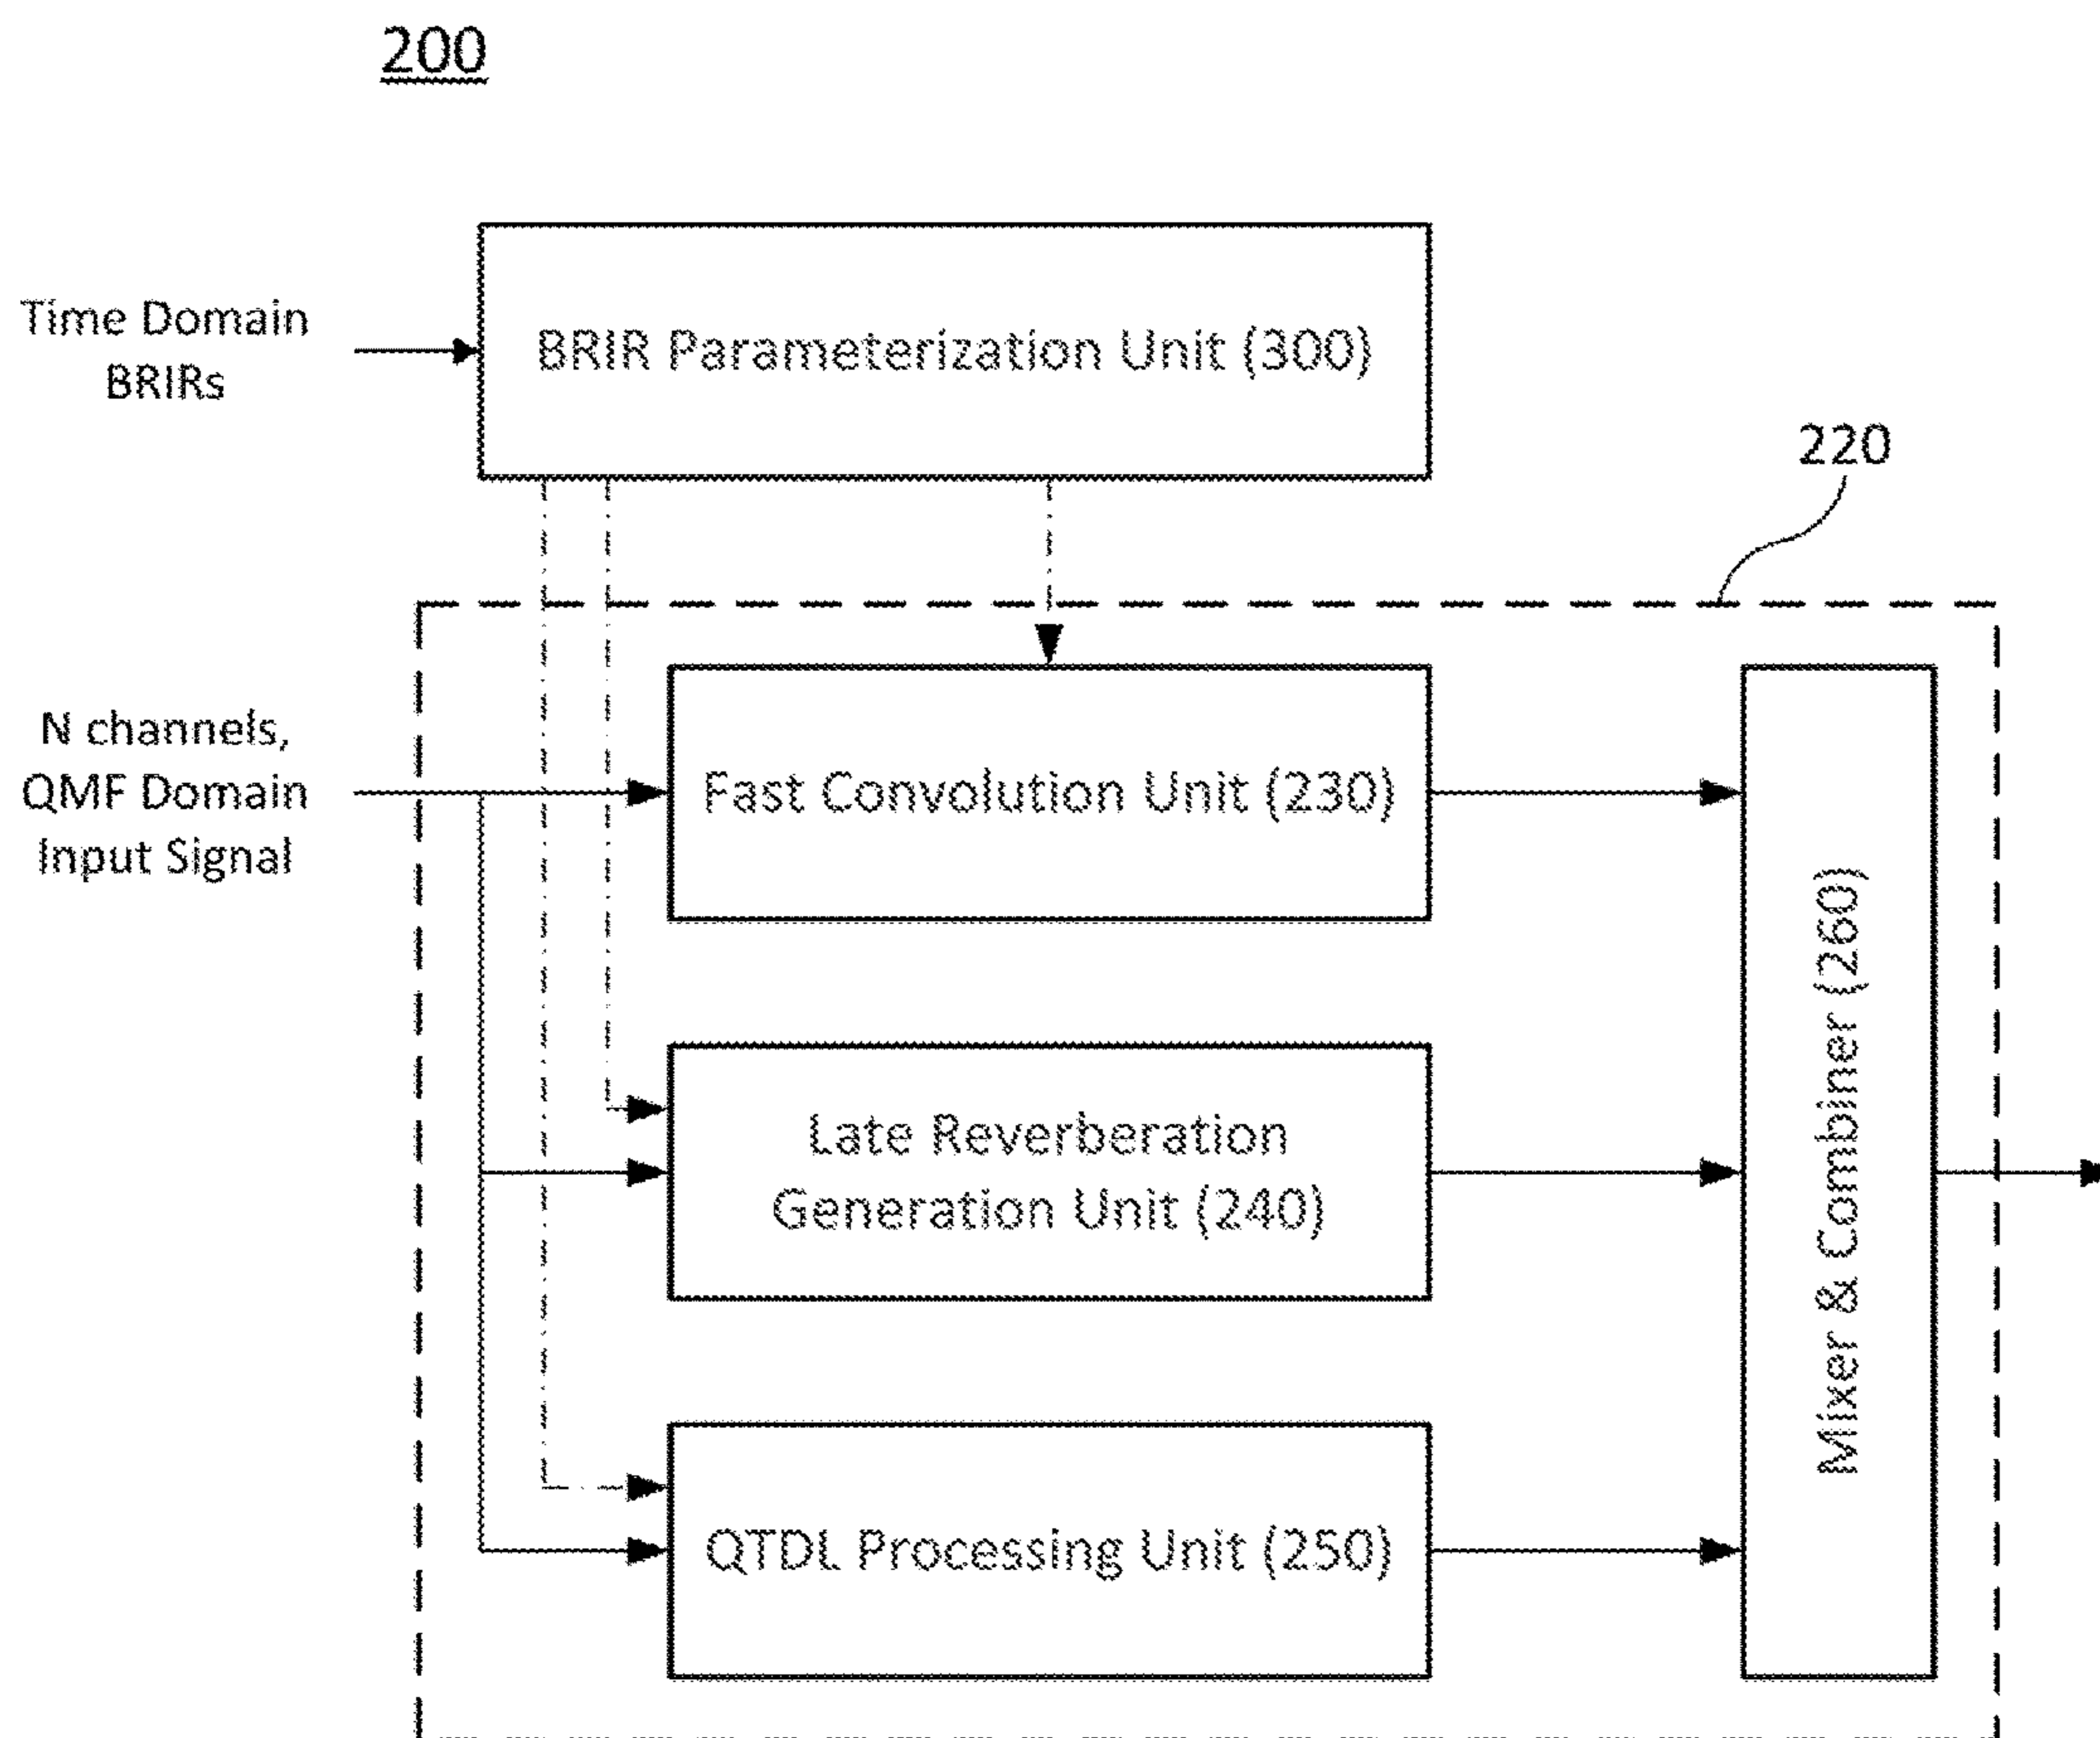 200
Time Domain
BRIRs
BRIR Parameterization Unit (300)
220
N channels,
QMF Domain
Input Signal
Fast Convolution Unit (230)
Late Reverberation
Generation Unit (240)
QTDL Processing Unit (250)
Mixer & Combiner (260)